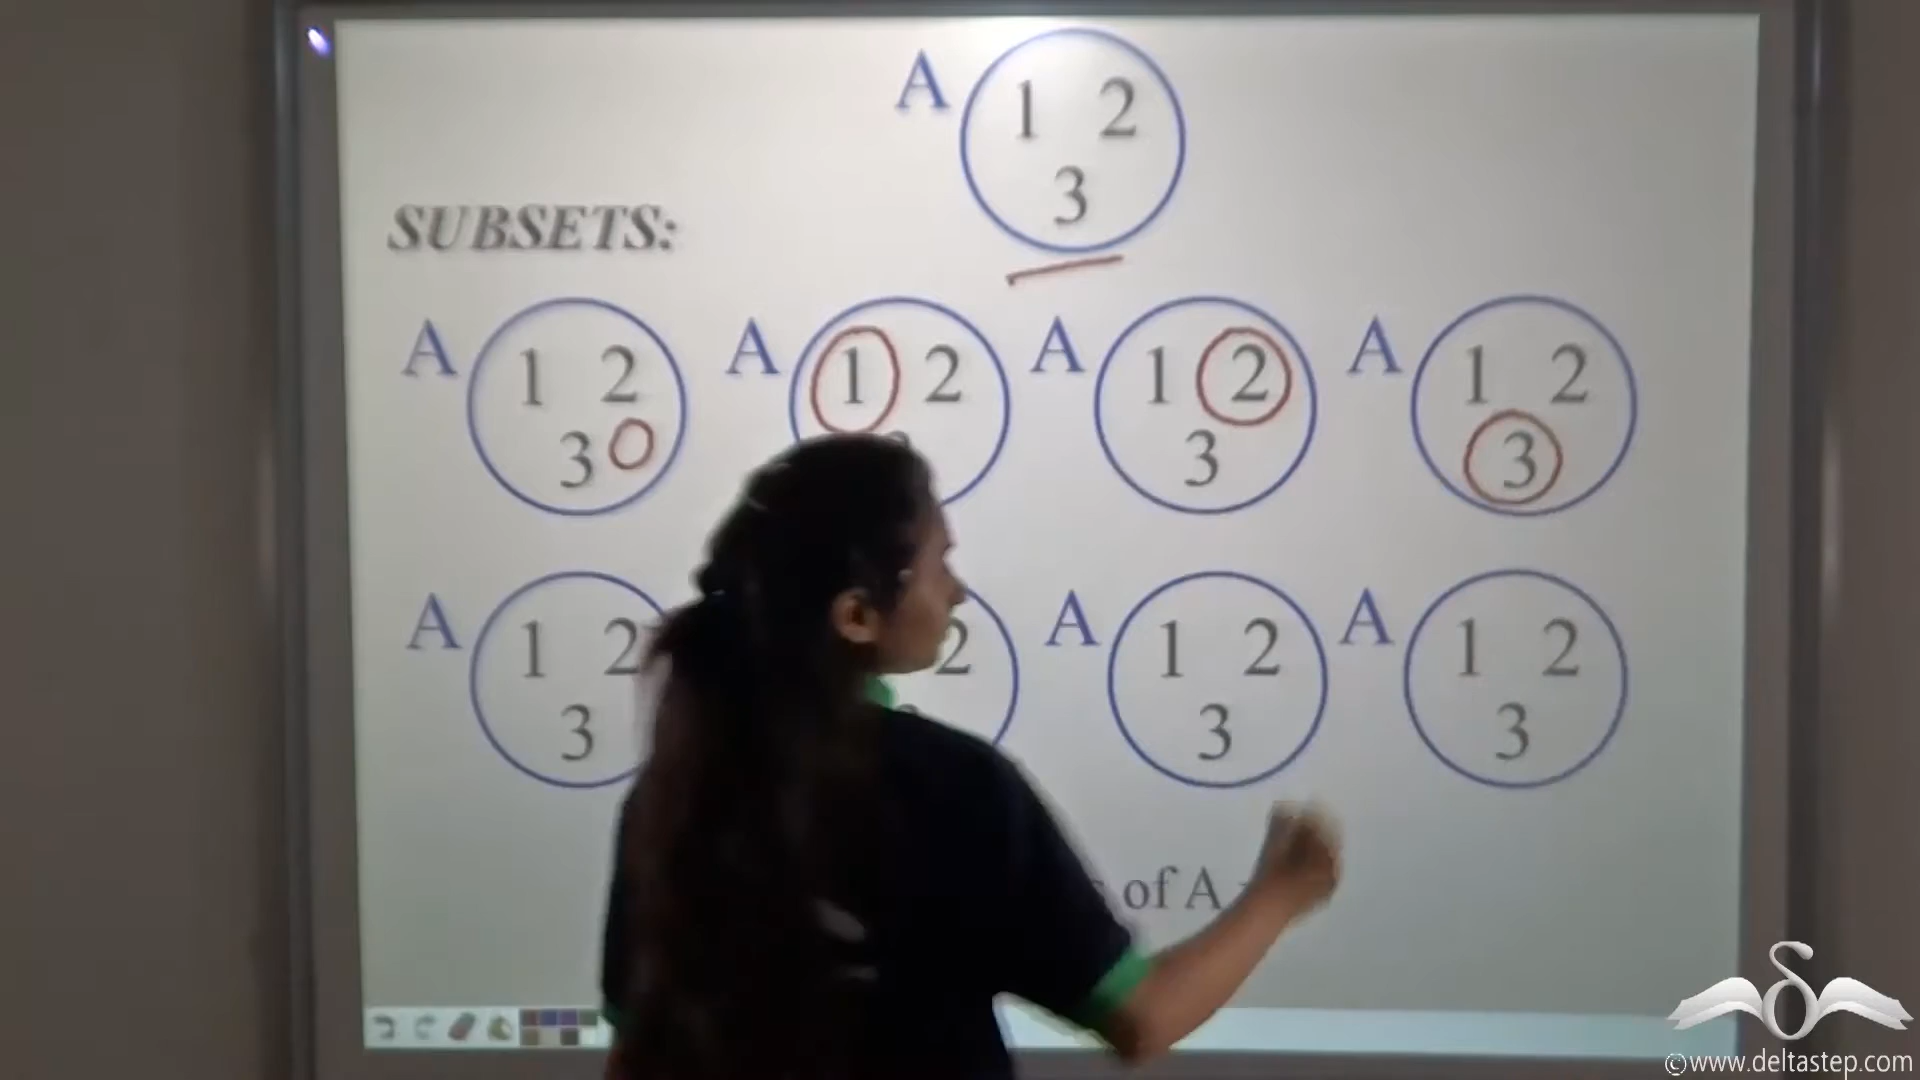 A
1 2
3
SUBSETS:
A 1 2 A 1 2 A 1 2 A 1 2
3 3 3
A 1 2 A 1 2 A 1 2
2
3 3 3
of A
©www.deltastep.com